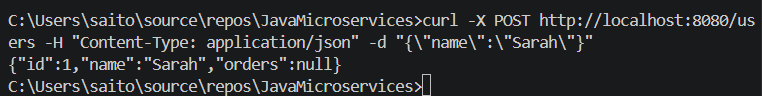 C:\Users\saito\source\repos\JavaMicroservices>curl -X POST http://localhost:8080/us
ers -H "Content-Type: application/json" -d "{\"name\":\"Sarah\"}"
{"id":1,"name":"Sarah","orders":null}
C:\Users\saito\source\repos\JavaMicroservices>